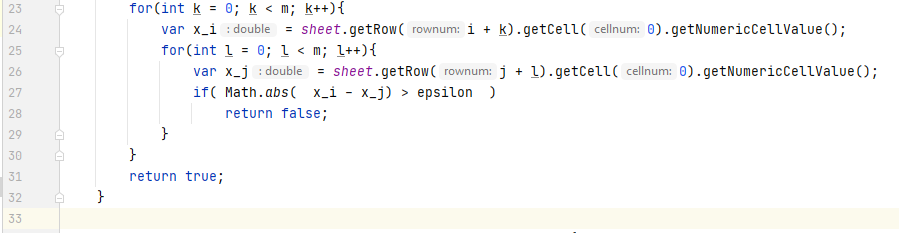 23 for(int k = 0; k < m; k++){
24 var x_i : double = sheet.getRow( rownum: i + k).getCell( cellnum: 0).getNumericCellValue();
25 for(int l = 0; l < m; l++){
26 var x_j : double = sheet.getRow( rownum: j + l).getCell( cellnum: 0).getNumericCellValue();
27 if( Math.abs(  x_i - x_j) > epsilon  )
28 return false;
29 }
30 }
31 return true;
32 }
33